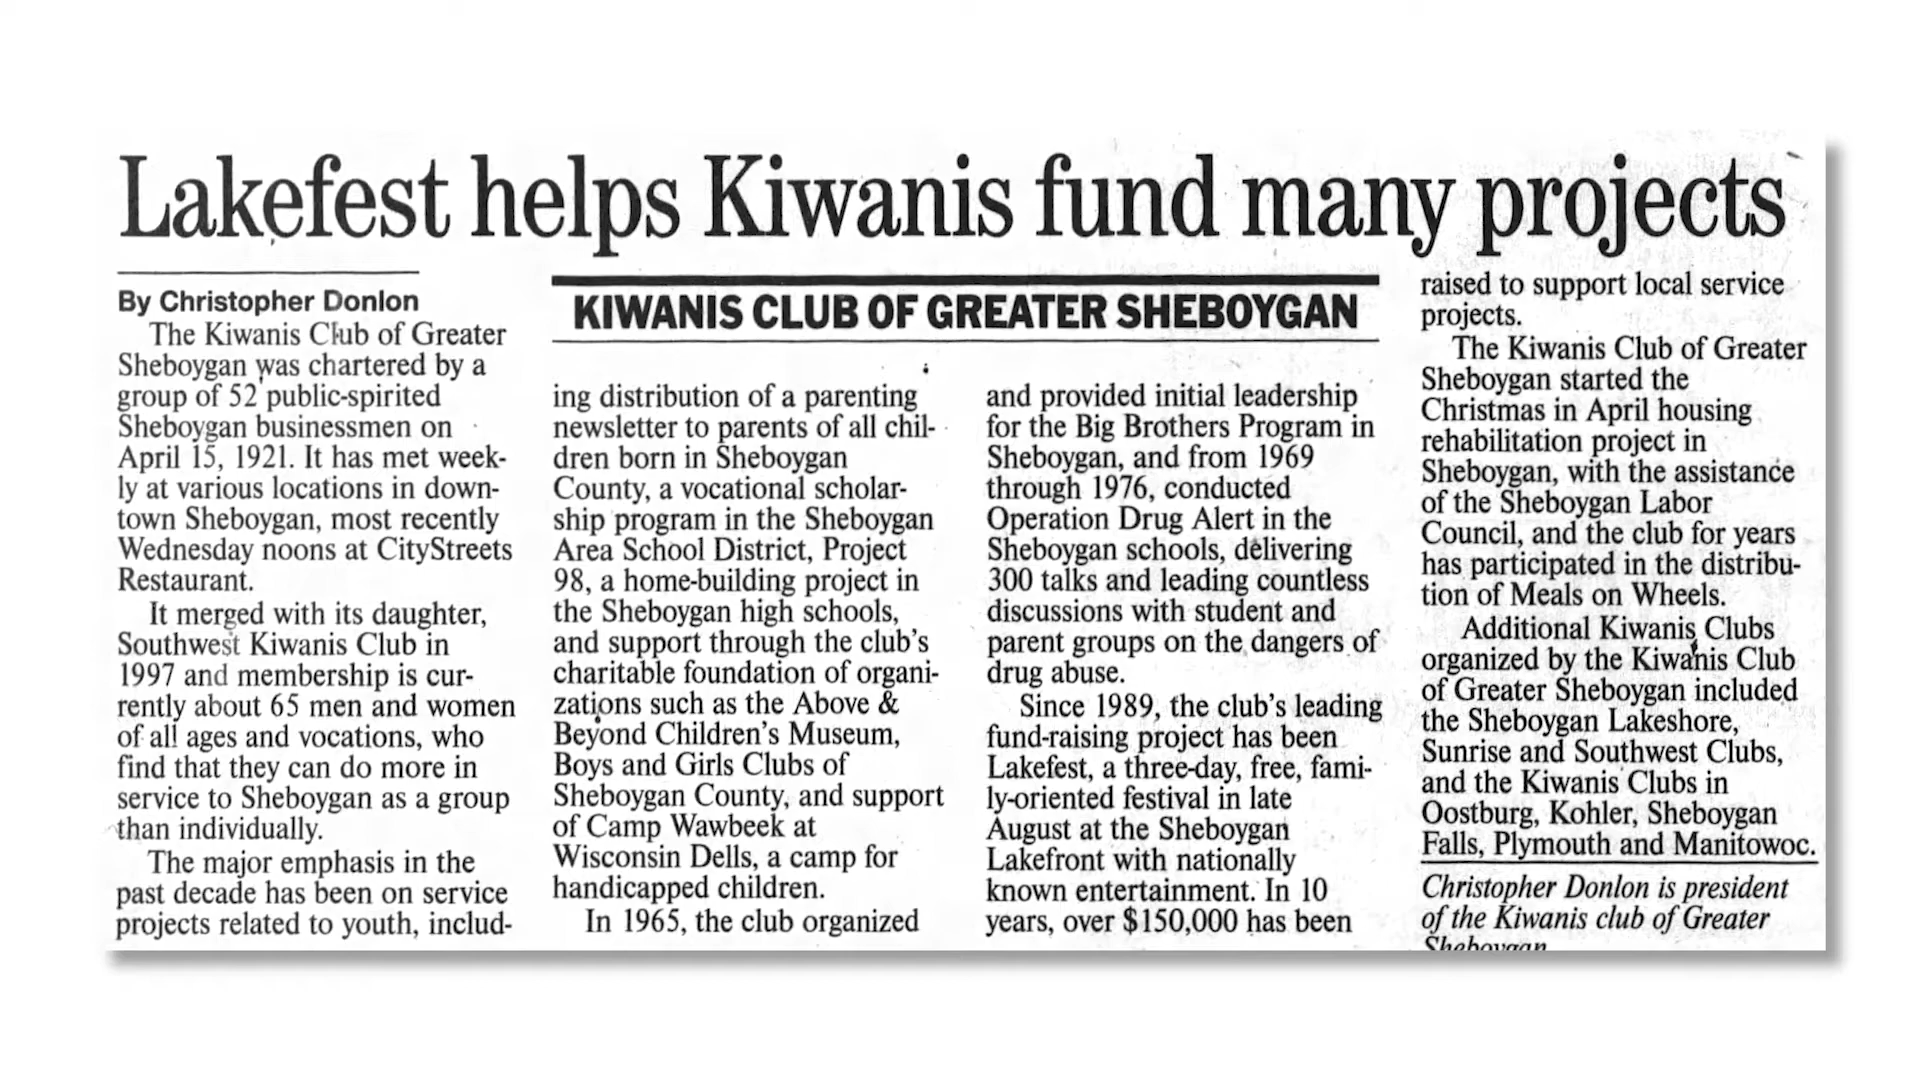 Lakefest helps Kiwanis fund many projects
By Christopher Donlon
The Kiwanis Club of Greater
Sheboygan was chartered by a
group of 52 public-spirited
Sheboygan businessmen on
April 15, 1921. It has met week-
ly at various locations in down-
town Sheboygan, most recently
Wednesday noons at CityStreets
Restaurant.
It merged with its daughter,
Southwest Kiwanis Club in
1997 and membership is cur-
rently about 65 men and women
of all ages and vocations, who
find that they can do more in
service to Sheboygan as a group
than individually.
The major emphasis in the
past decade has been on service
projects related to youth, includ-
KIWANIS CLUB OF GREATER SHEBOYGAN
ing distribution of a parenting
newsletter to parents of all chil-
dren born in Sheboygan
County, a vocational scholar-
ship program in the Sheboygan
Area School District, Project
98, a home-building project in
the Sheboygan high schools,
and support through the club's
charitable foundation of organi-
zations such as the Above &
Beyond Children's Museum,
Boys and Girls Clubs of
Sheboygan County, and support
of Camp Wawbeek at
Wisconsin Dells, a camp for
handicapped children.
In 1965, the club organized
and provided initial leadership
for the Big Brothers Program in
Sheboygan, and from 1969
through 1976, conducted
Operation Drug Alert in the
Sheboygan schools, delivering
300 talks and leading countless
discussions with student and
parent groups on the dangers of
drug abuse.
Since 1989, the club's leading
fund-raising project has been
Lakefest, a three-day, free, fami-
ly-oriented festival in late
August at the Sheboygan
Lakefront with nationally
known entertainment. In 10
years, over $150,000 has been
raised to support local service
projects.
The Kiwanis Club of Greater
Sheboygan started the
Christmas in April housing
rehabilitation project in
Sheboygan, with the assistance
of the Sheboygan Labor
Council, and the club for years
has participated in the distribu-
tion of Meals on Wheels.
Additional Kiwanis Clubs
organized by the Kiwanis Club
of Greater Sheboygan included
the Sheboygan Lakeshore,
Sunrise and Southwest Clubs,
and the Kiwanis Clubs in
Oostburg, Kohler, Sheboygan
Falls, Plymouth and Manitowoc.
Christopher Donlon is president
of the Kiwanis club of Greater
Sheboygan